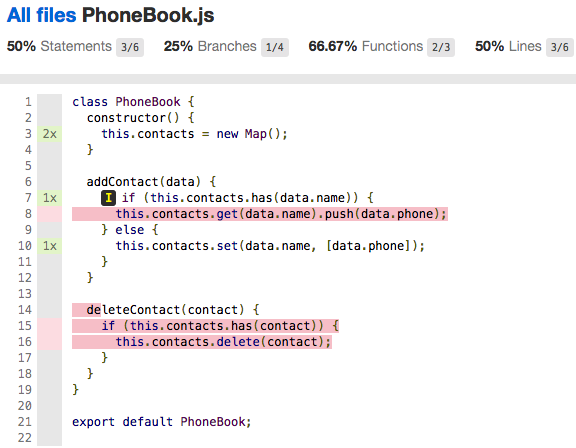 All files PhoneBook.js
50% Statements 3/6 25% Branches 1/4 66.67% Functions 2/3 50% Lines 3/6
1 class PhoneBook {
2 constructor() {
3 2x this.contacts = new Map();
4 }
5
6 addContact(data) {
7 1x I if (this.contacts.has(data.name)) {
8 this.contacts.get(data.name).push(data.phone);
9 } else {
10 1x this.contacts.set(data.name, [data.phone]);
11 }
12 }
13
14 deleteContact(contact) {
15 if (this.contacts.has(contact)) {
16 this.contacts.delete(contact);
17 }
18 }
19 }
20
21 export default PhoneBook;
22